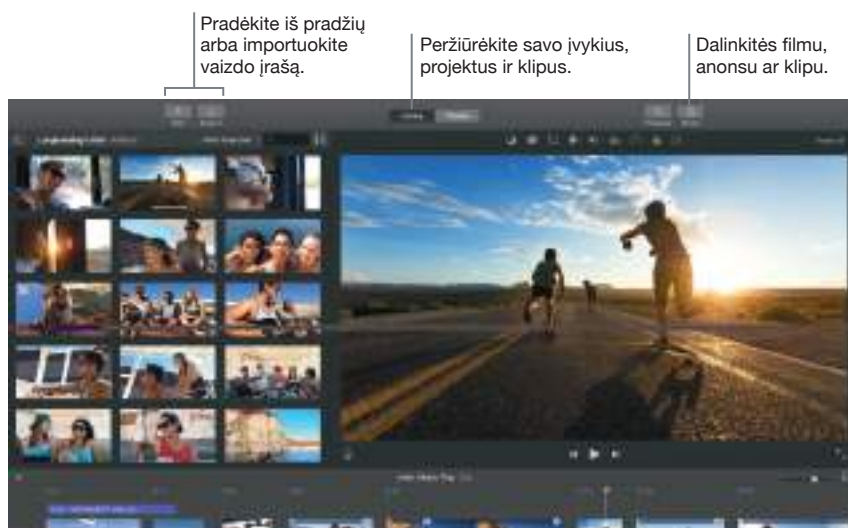 Pradėkite iš pradžių
arba importuokite
vaizdo įrašą.
Peržiūrėkite savo įvykius,
projektus ir klipus.
Dalinkitės filmu,
anonsu ar klipu.